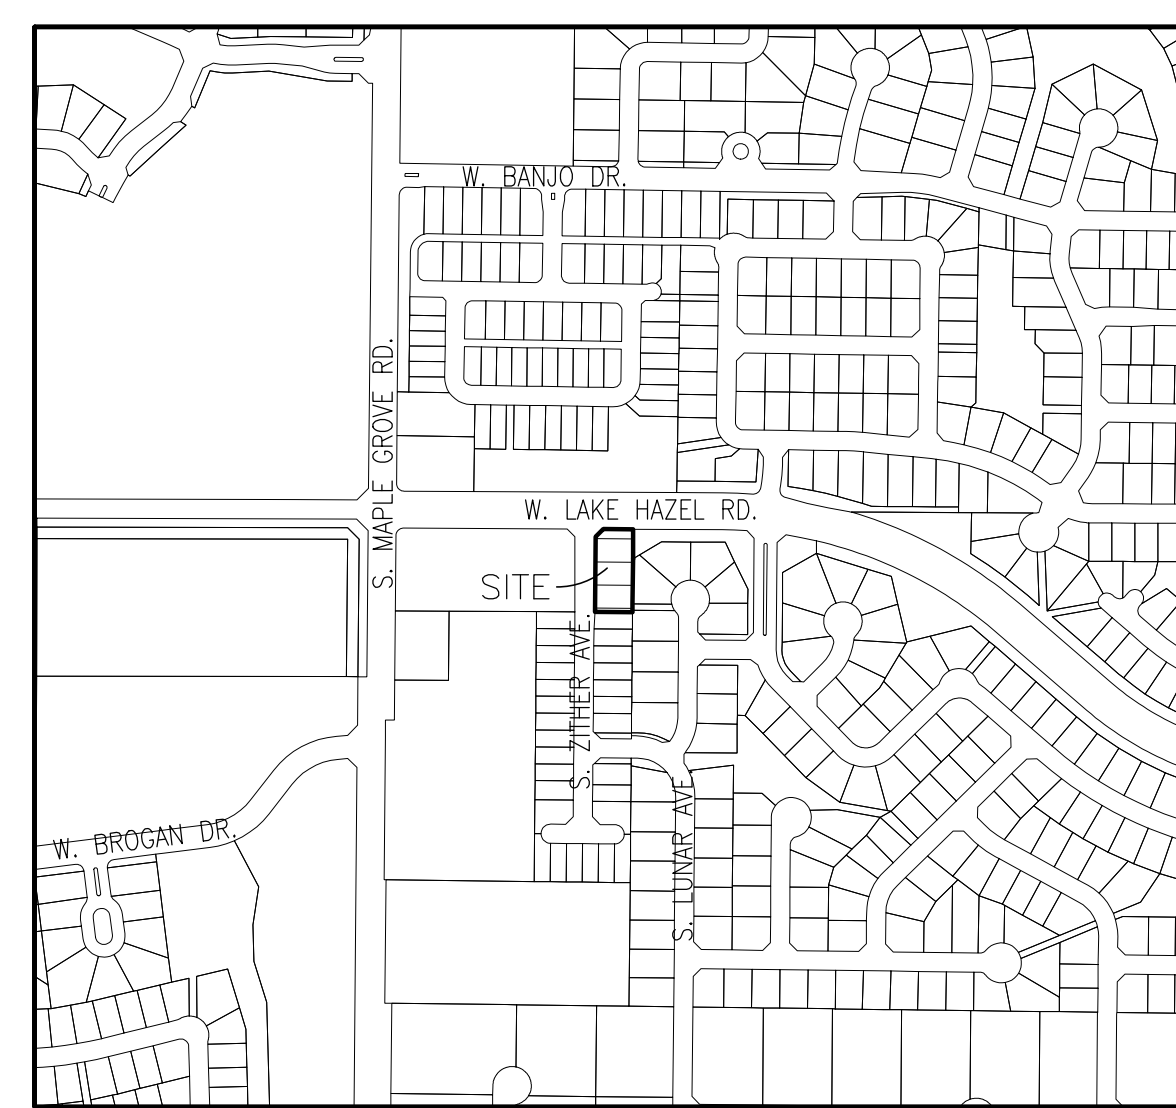 W. BANJO DR.
S. MAPLE GROVE RD.
W. LAKE HAZEL RD.
SITE
S. ZITHER AVE.
S. LUNAR AVE.
W. BROGAN DR.